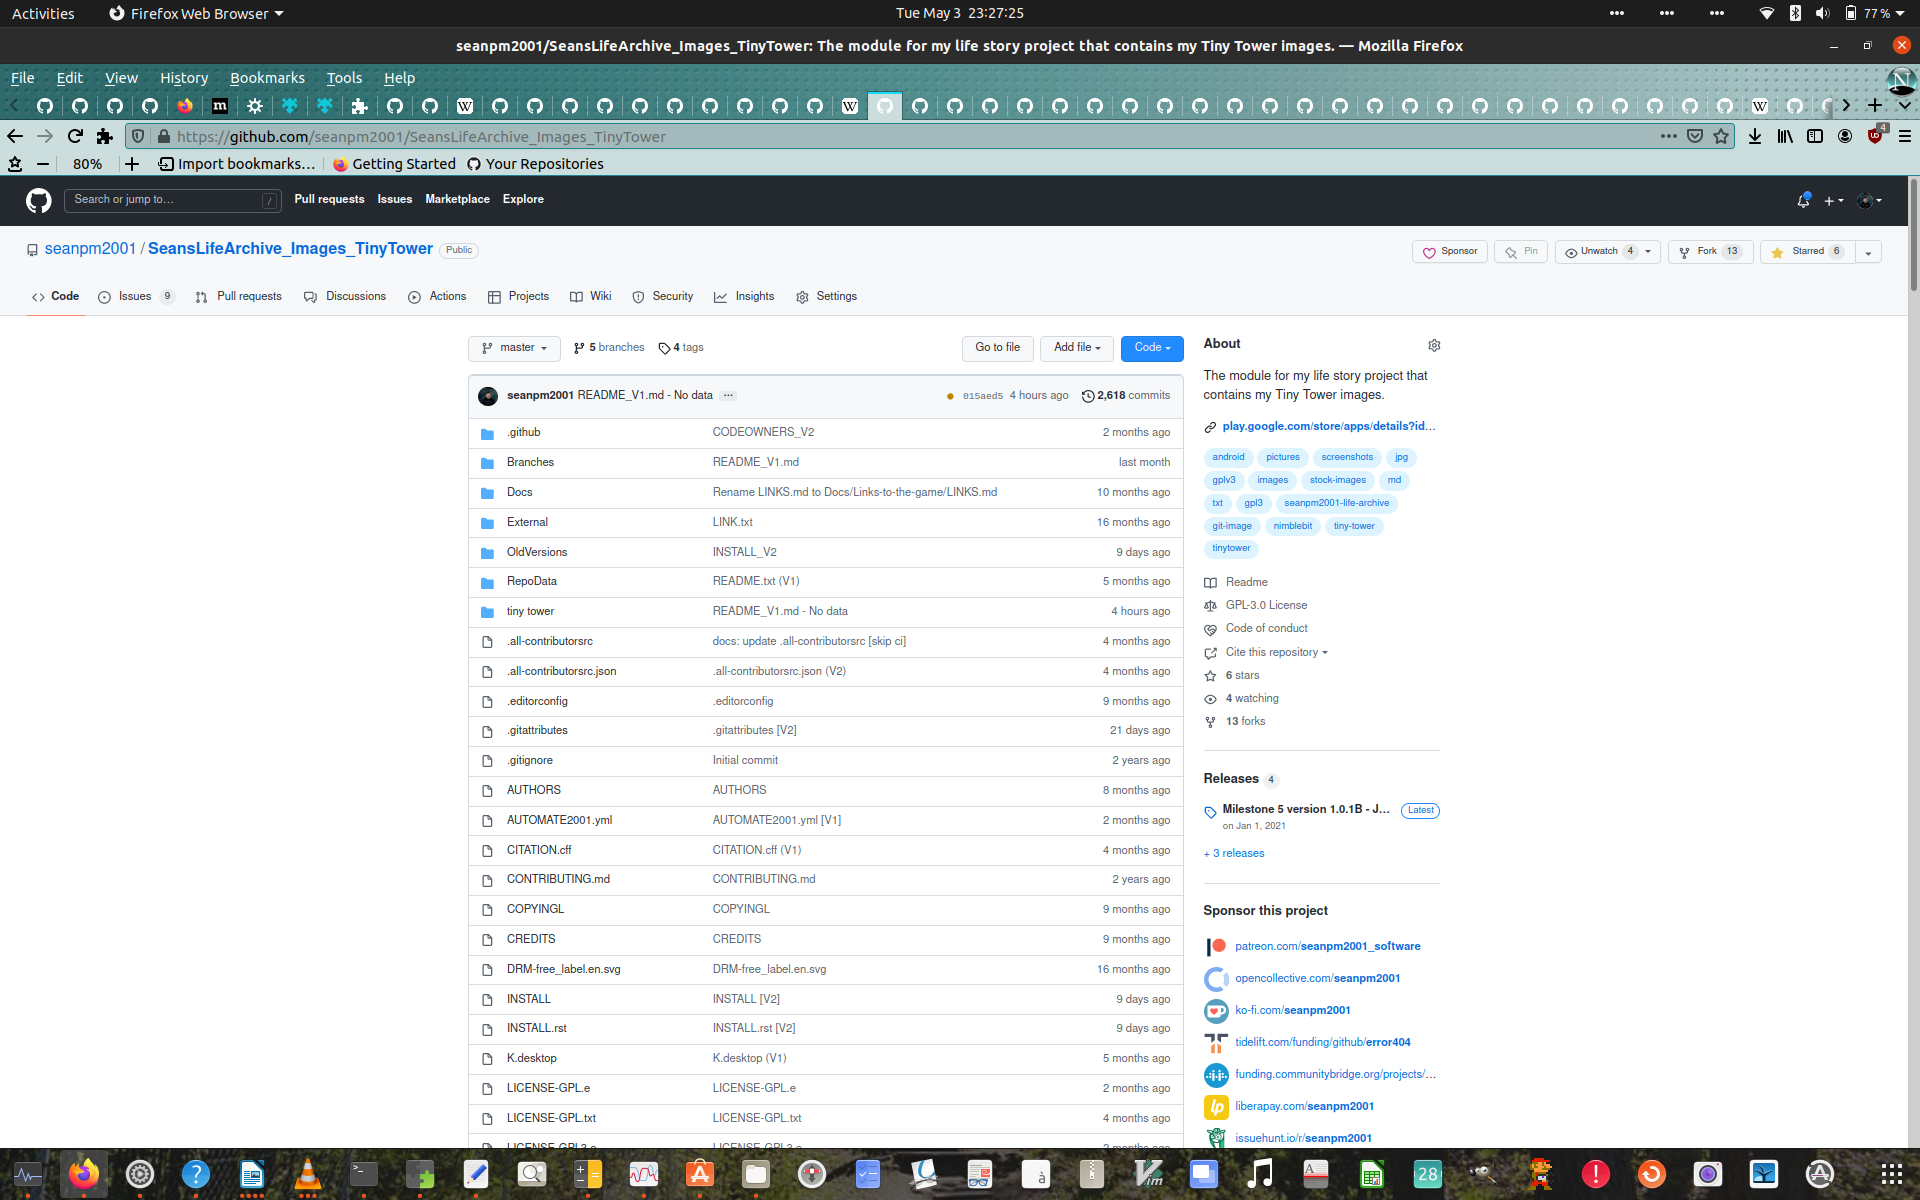 Activities Firefox Web Browser Tue May 3 23:27:25 77 %
seanpm2001/SeansLifeArchive_Images_TinyTower: The module for my life story project that contains my Tiny Tower images. — Mozilla Firefox
File Edit View History Bookmarks Tools Help
https://github.com/seanpm2001/SeansLifeArchive_Images_TinyTower 4
80% Import bookmarks… Getting Started Your Repositories
Search or jump to… / Pull requests Issues Marketplace Explore
seanpm2001 / SeansLifeArchive_Images_TinyTower Public Sponsor Pin Unwatch 4 Fork 13 Starred 6
Code Issues 9 Pull requests Discussions Actions Projects Wiki Security Insights Settings
master 5 branches 4 tags Go to file Add file Code
seanpm2001 README_V1.md - No data ... 015aed5 4 hours ago 2,618 commits
.github CODEOWNERS_V2 2 months ago
Branches README_V1.md last month
Docs Rename LINKS.md to Docs/Links-to-the-game/LINKS.md 10 months ago
External LINK.txt 16 months ago
OldVersions INSTALL_V2 9 days ago
RepoData README.txt (V1) 5 months ago
tiny tower README_V1.md - No data 4 hours ago
.all-contributorsrc docs: update .all-contributorsrc [skip ci] 4 months ago
.all-contributorsrc.json .all-contributorsrc.json (V2) 4 months ago
.editorconfig .editorconfig 9 months ago
.gitattributes .gitattributes [V2] 21 days ago
.gitignore Initial commit 2 years ago
AUTHORS AUTHORS 8 months ago
AUTOMATE2001.yml AUTOMATE2001.yml [V1] 2 months ago
CITATION.cff CITATION.cff (V1) 4 months ago
CONTRIBUTING.md CONTRIBUTING.md 2 years ago
COPYINGL COPYINGL 9 months ago
CREDITS CREDITS 9 months ago
DRM-free_label.en.svg DRM-free_label.en.svg 16 months ago
INSTALL INSTALL [V2] 9 days ago
INSTALL.rst INSTALL.rst [V2] 9 days ago
K.desktop K.desktop (V1) 5 months ago
LICENSE-GPL.e LICENSE-GPL.e 2 months ago
LICENSE-GPL.txt LICENSE-GPL.txt 4 months ago
About
The module for my life story project that
contains my Tiny Tower images.
play.google.com/store/apps/details?id…
android pictures screenshots jpg
gplv3 images stock-images md
txt gpl3 seanpm2001-life-archive
git-image nimblebit tiny-tower
tinytower
Readme
GPL-3.0 License
Code of conduct
Cite this repository
6 stars
4 watching
13 forks
Releases 4
Milestone 5 version 1.0.1B - J… Latest
on Jan 1, 2021
+ 3 releases
Sponsor this project
patreon.com/seanpm2001_software
opencollective.com/seanpm2001
ko-fi.com/seanpm2001
tidelift.com/funding/github/error404
funding.communitybridge.org/projects/…
liberapay.com/seanpm2001
issuehunt.io/r/seanpm2001
28